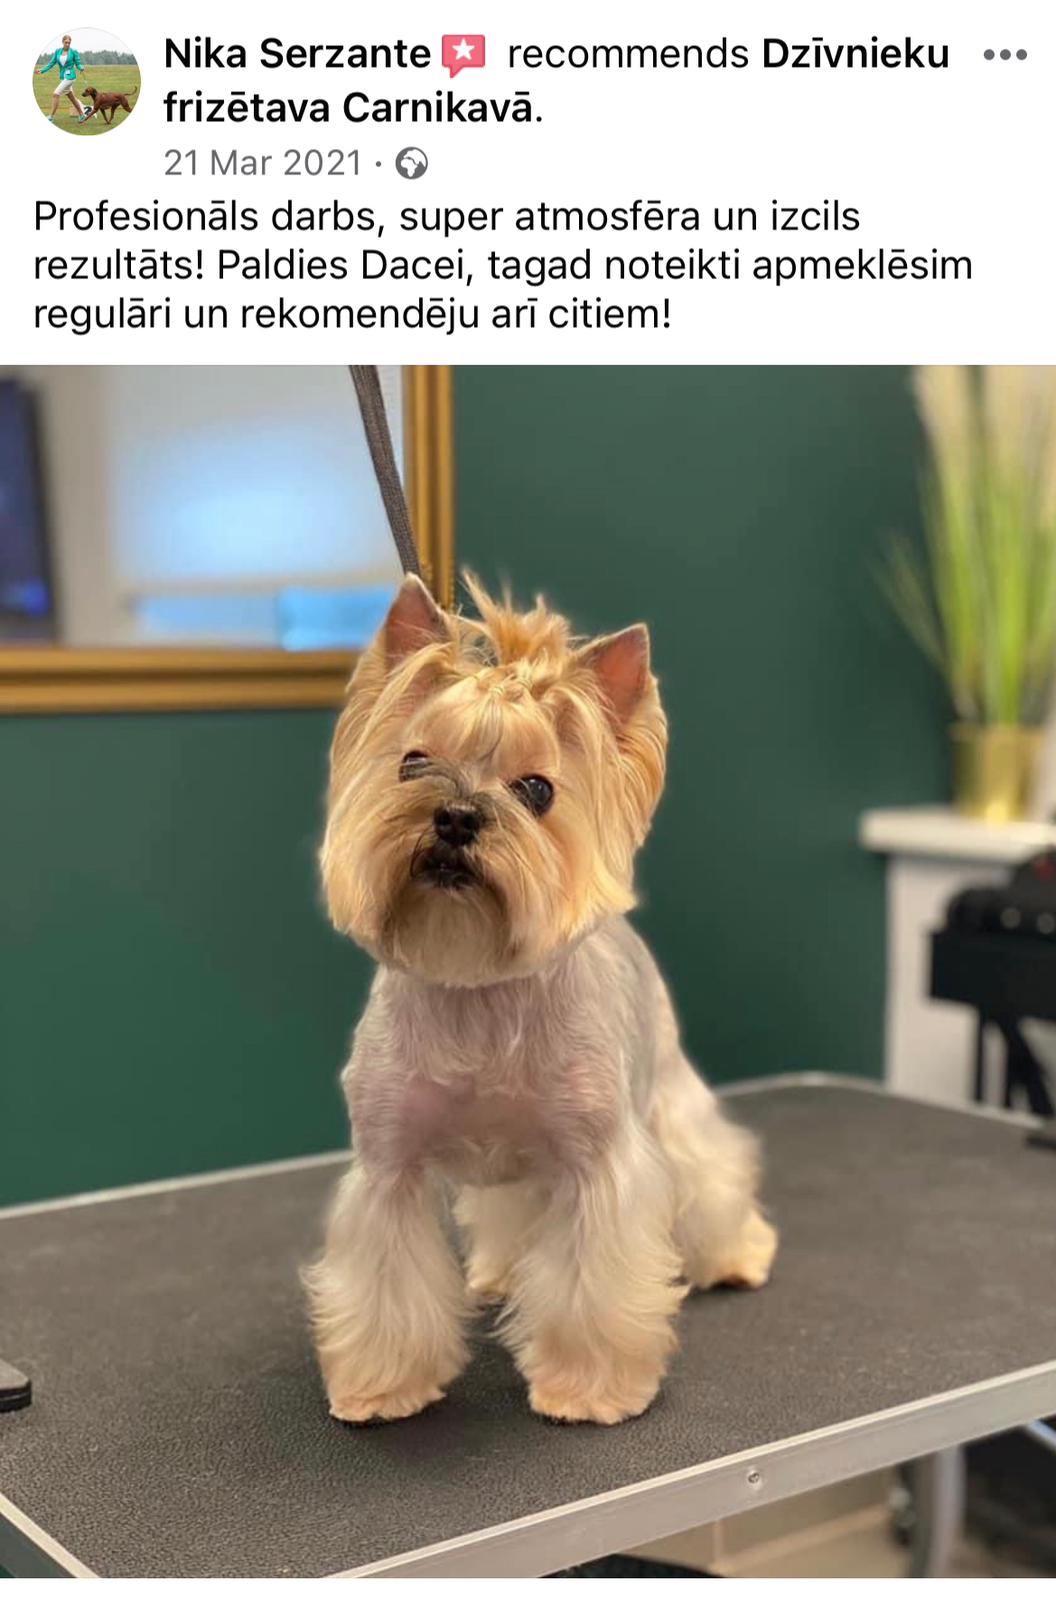 Nika Serzante recommends Dzīvnieku
frizētava Carnikavā.
21 Mar 2021 ·
Profesionāls darbs, super atmosfēra un izcils
rezultāts! Paldies Dacei, tagad noteikti apmeklēsim
regulāri un rekomendēju arī citiem!